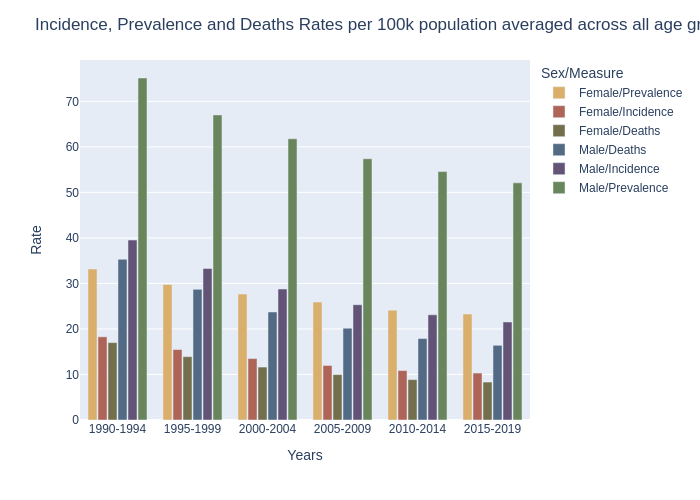 Incidence, Prevalence and Deaths Rates per 100k population averaged across all age
Sex/Measure
Female/Prevalence
Female/Incidence
Female/Deaths
Male/Deaths
Male/Incidence
Male/Prevalence
Rate
70
60
50
40
30
20
10
0
1990-1994 1995-1999 2000-2004 2005-2009 2010-2014 2015-2019
Years